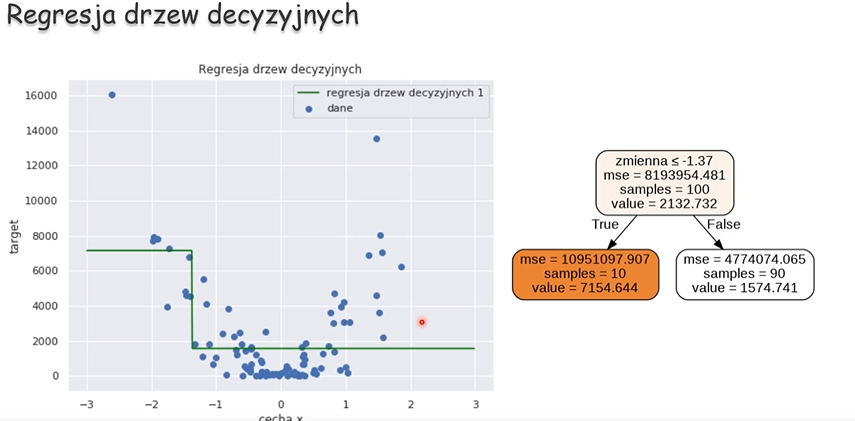 Regresja drzew decyzyjnych
Regresja drzew decyzyjnych
regresja drzew decyzyjnych 1
dane
16000
14000
12000
10000
8000
6000
4000
2000
0
target
−3
−2
−1
0
1
2
3
cecha x
zmienna ≤ -1.37
mse = 8193954.481
samples = 100
value = 2132.732
True
False
mse = 10951097.907
samples = 10
value = 7154.644
mse = 4774074.065
samples = 90
value = 1574.741